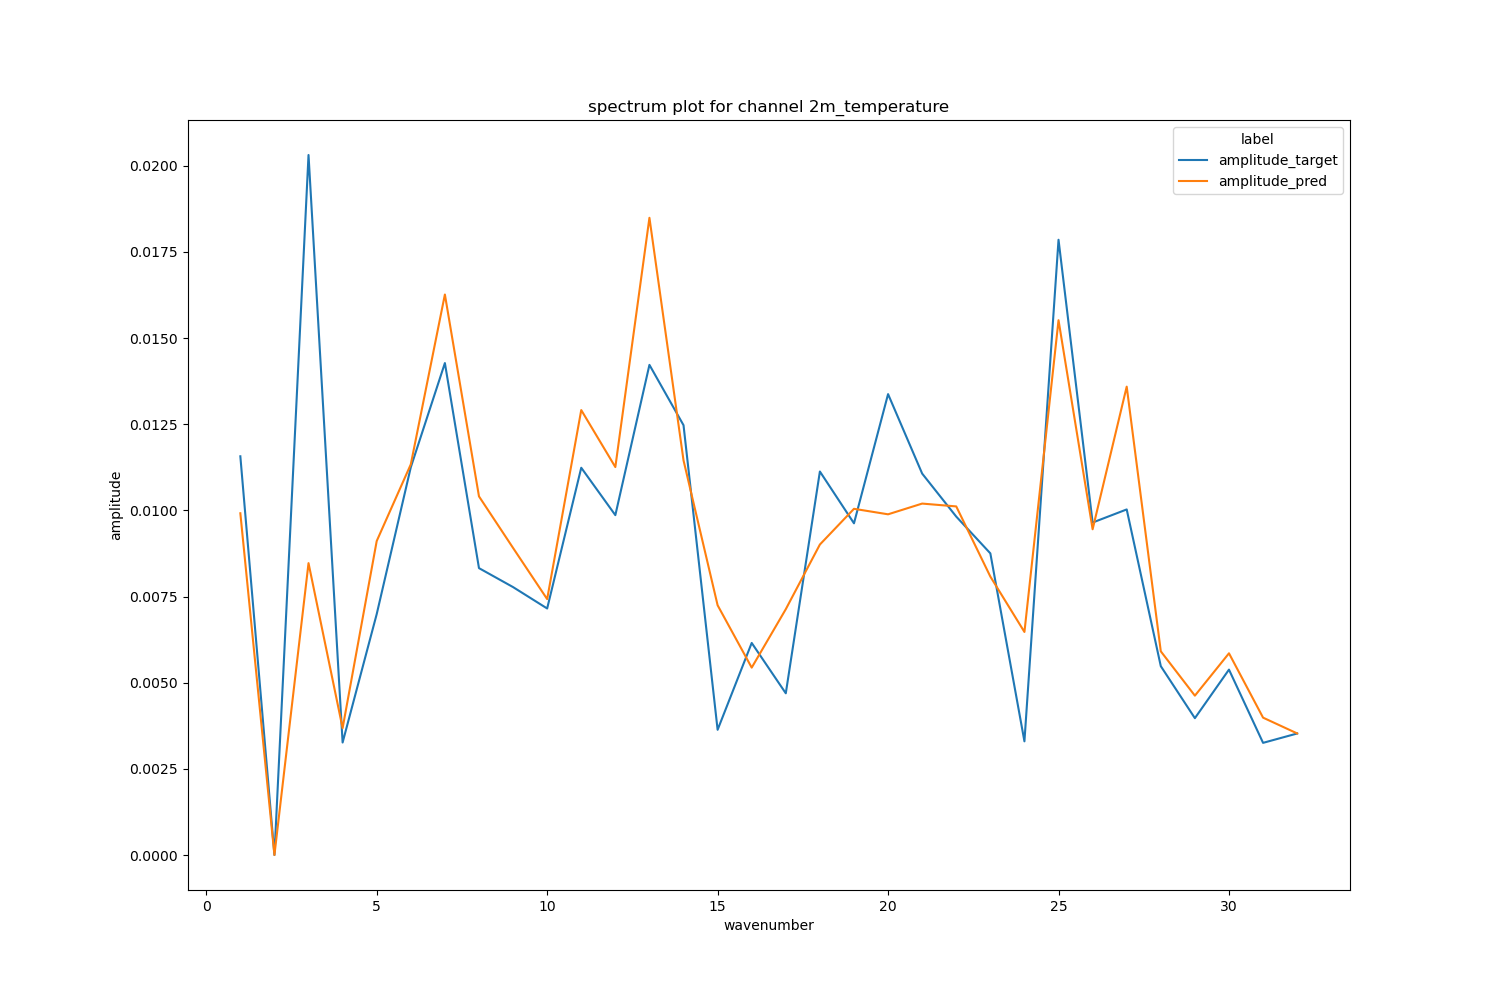 spectrum plot for channel 2m_temperature
label
amplitude_target
amplitude_pred
0.0200
0.0175
0.0150
0.0125
0.0100
0.0075
0.0050
0.0025
0.0000
amplitude
0 5 10 15 20 25 30
wavenumber